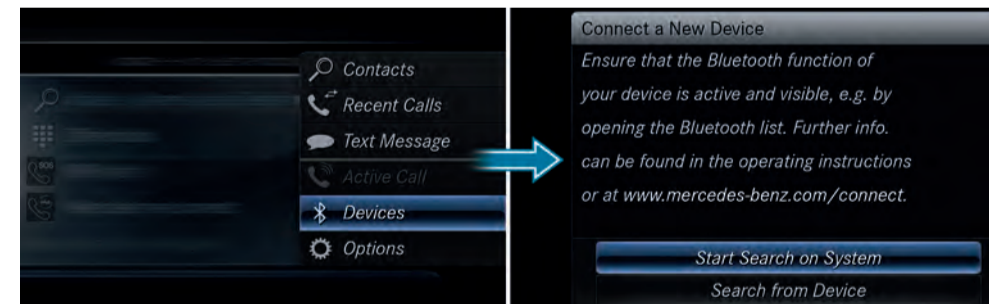 Contacts
Recent Calls
Text Message
Active Call
Devices
Options
SOS
Connect a New Device
Ensure that the Bluetooth function of
your device is active and visible, e.g. by
opening the Bluetooth list. Further info.
can be found in the operating instructions
or at www.mercedes-benz.com/connect.
Start Search on System
Search from Device